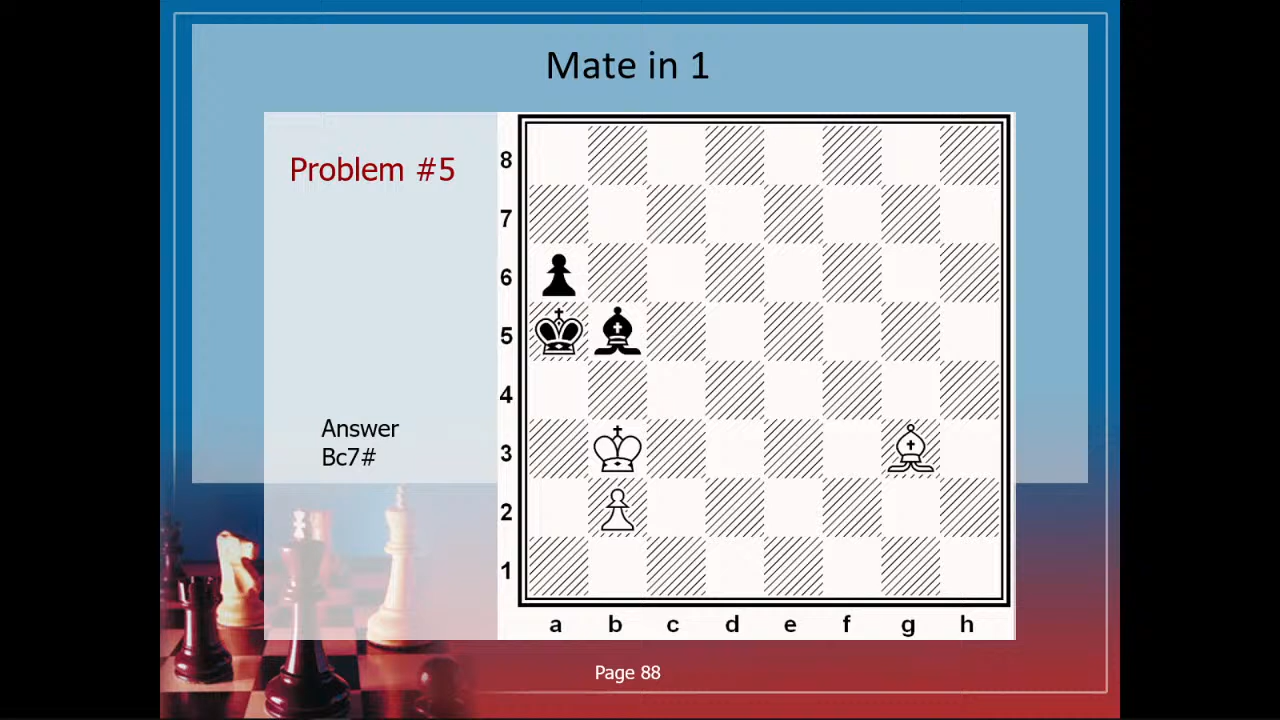 Mate in 1
Problem #5
Answer
Bc7#
8
7
6
5
4
3
2
1
a b c d e f g h
Page 88